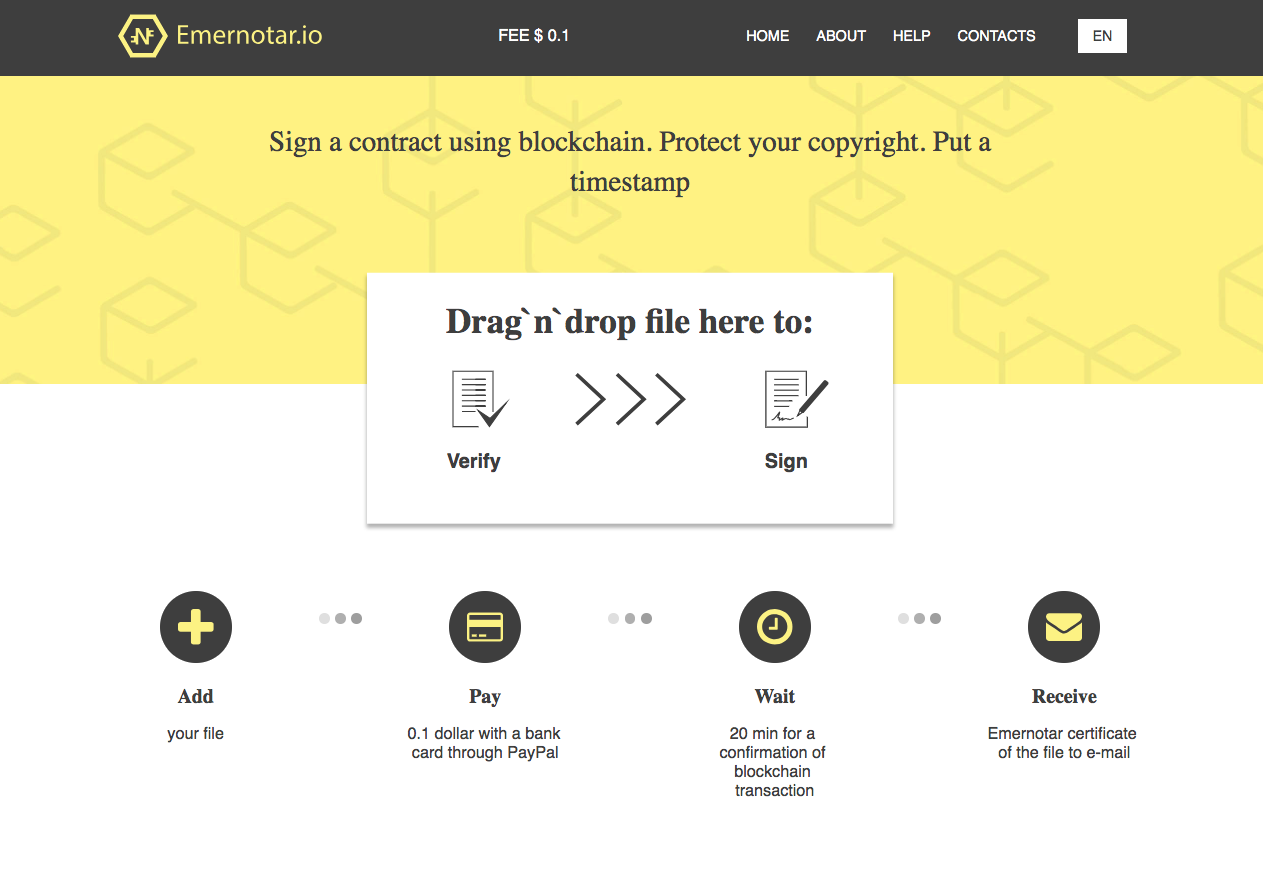 Emernotar.io
FEE $ 0.1
HOME ABOUT HELP CONTACTS
EN
Sign a contract using blockchain. Protect your copyright. Put a
timestamp
Drag`n`drop file here to:
Verify
Sign
Add
your file
Pay
0.1 dollar with a bank
card through PayPal
Wait
20 min for a
confirmation of
blockchain
transaction
Receive
Emernotar certificate
of the file to e-mail